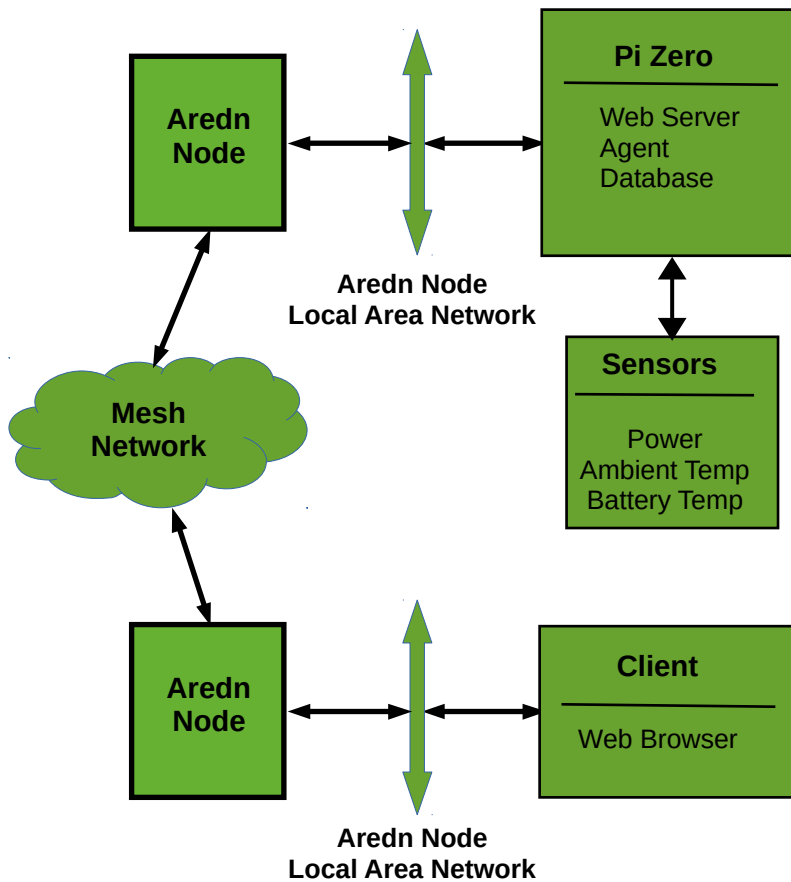 Aredn
Node
Pi Zero
Web Server
Agent
Database
Aredn Node
Local Area Network
Sensors
Power
Ambient Temp
Battery Temp
Mesh
Network
Aredn
Node
Client
Web Browser
Aredn Node
Local Area Network